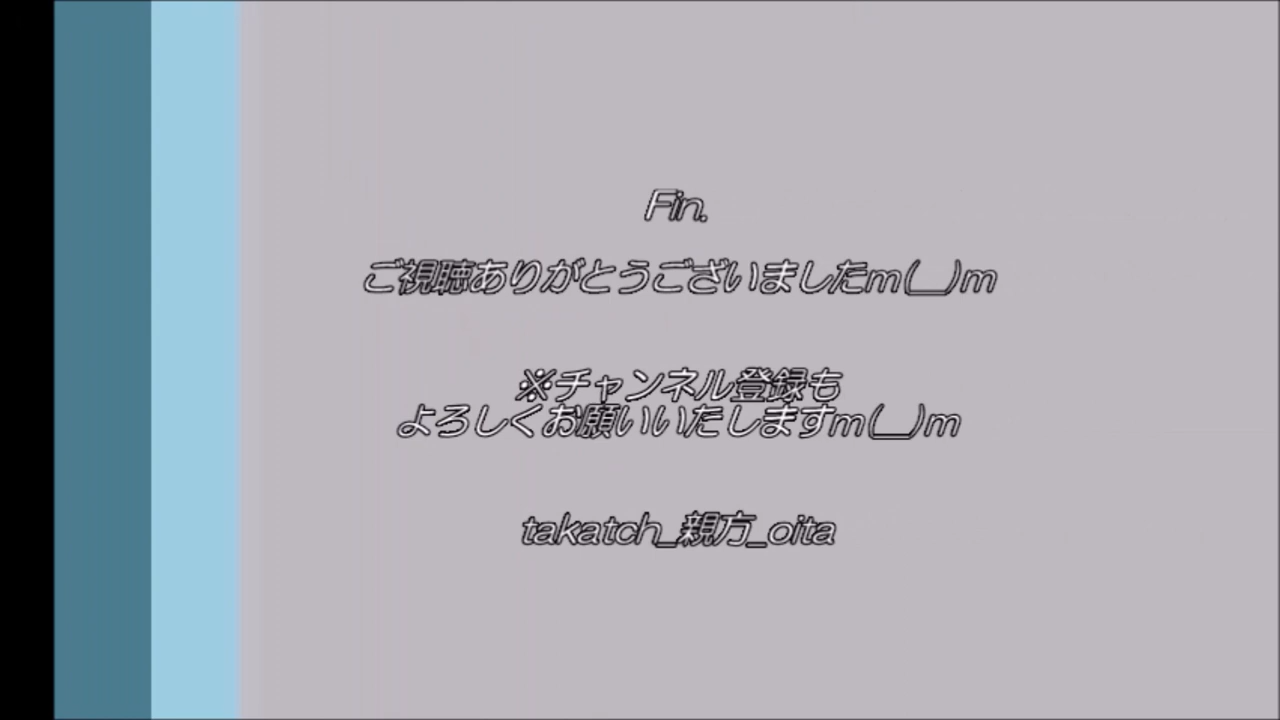 Fin.
ご視聴ありがとうございましたm(__)m
※チャンネル登録も
よろしくお願いいたしますm(__)m
takatch_親方_oita